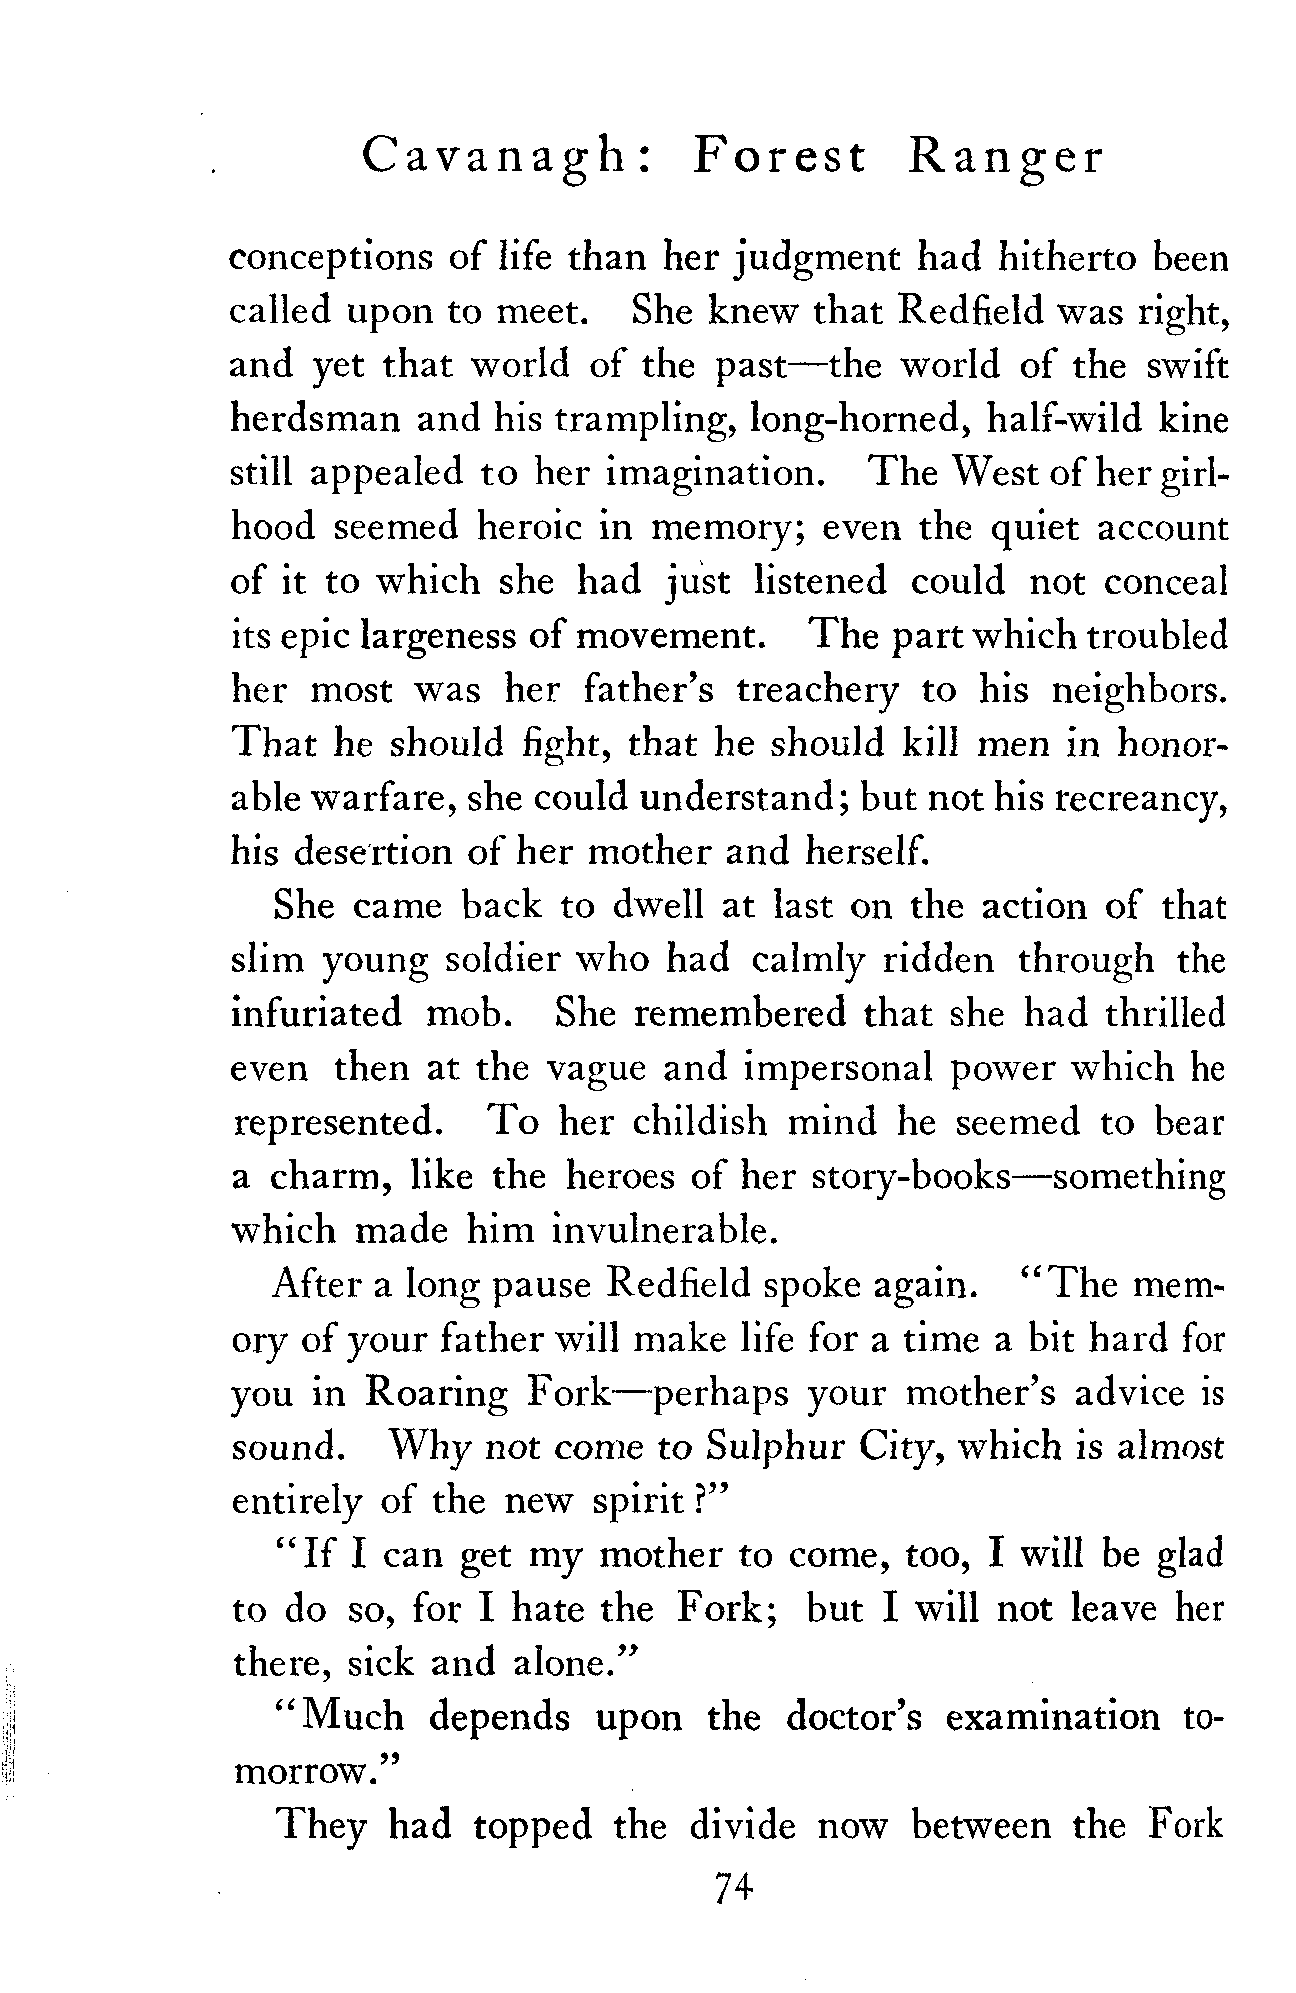 Cavanagh: Forest Ranger
conceptions of life than her judgment had hitherto been
called upon to meet. She knew that Redfield was right,
and yet that world of the past—the world of the swift
herdsman and his trampling, long-horned, half-wild kine
still appealed to her imagination. The West of her girl-
hood seemed heroic in memory; even the quiet account
of it to which she had just listened could not conceal
its epic largeness of movement. The part which troubled
her most was her father's treachery to his neighbors.
That he should fight, that he should kill men in honor-
able warfare, she could understand; but not his recreancy,
his desertion of her mother and herself.
She came back to dwell at last on the action of that
slim young soldier who had calmly ridden through the
infuriated mob. She remembered that she had thrilled
even then at the vague and impersonal power which he
represented. To her childish mind he seemed to bear
a charm, like the heroes of her story-books—something
which made him invulnerable.
After a long pause Redfield spoke again. "The mem-
ory of your father will make life for a time a bit hard for
you in Roaring Fork—perhaps your mother's advice is
sound. Why not come to Sulphur City, which is almost
entirely of the new spirit?"
"If I can get my mother to come, too, I will be glad
to do so, for I hate the Fork; but I will not leave her
there, sick and alone."
"Much depends upon the doctor's examination to-
morrow."
They had topped the divide now between the Fork
74